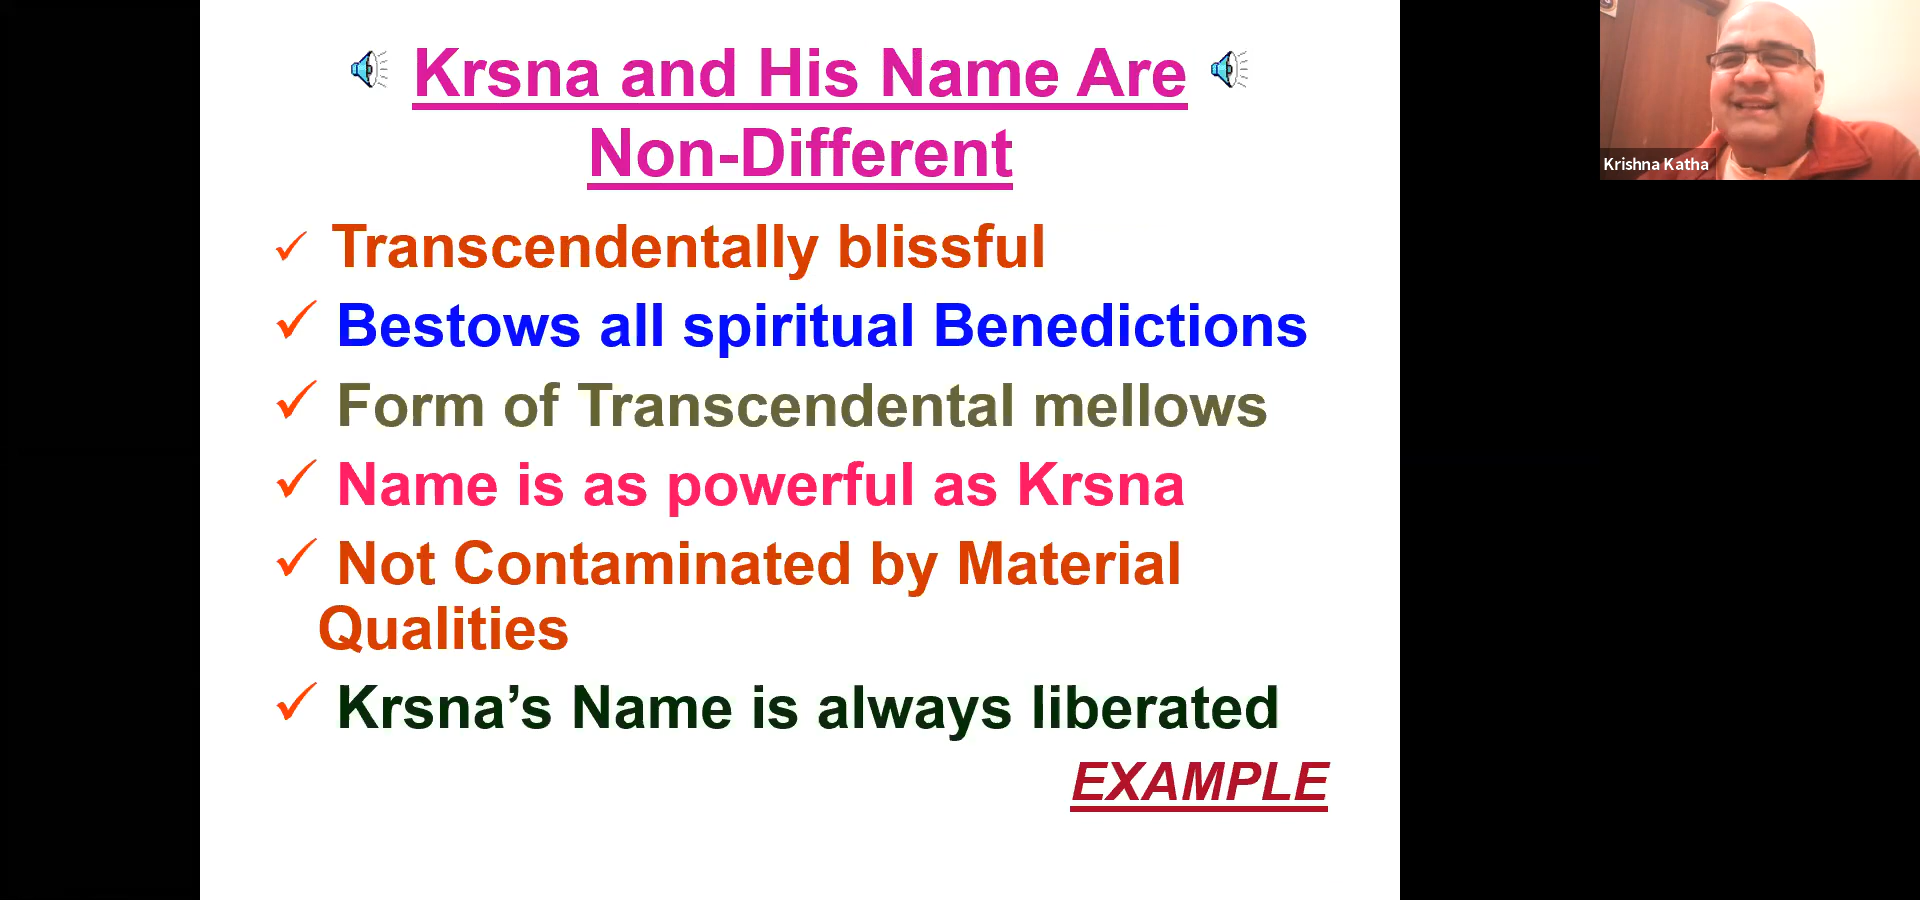 Krsna and His Name Are
Non-Different
Transcendentally blissful
Bestows all spiritual Benedictions
Form of Transcendental mellows
Name is as powerful as Krsna
Not Contaminated by Material
Qualities
Krsna’s Name is always liberated
EXAMPLE
Krishna Katha